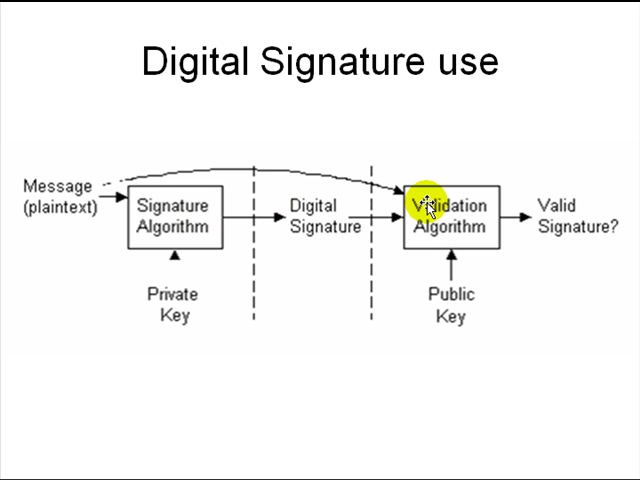 Digital Signature use
Message
(plaintext)
Signature
Algorithm
Private
Key
Digital
Signature
Validation
Algorithm
Public
Key
Valid
Signature?